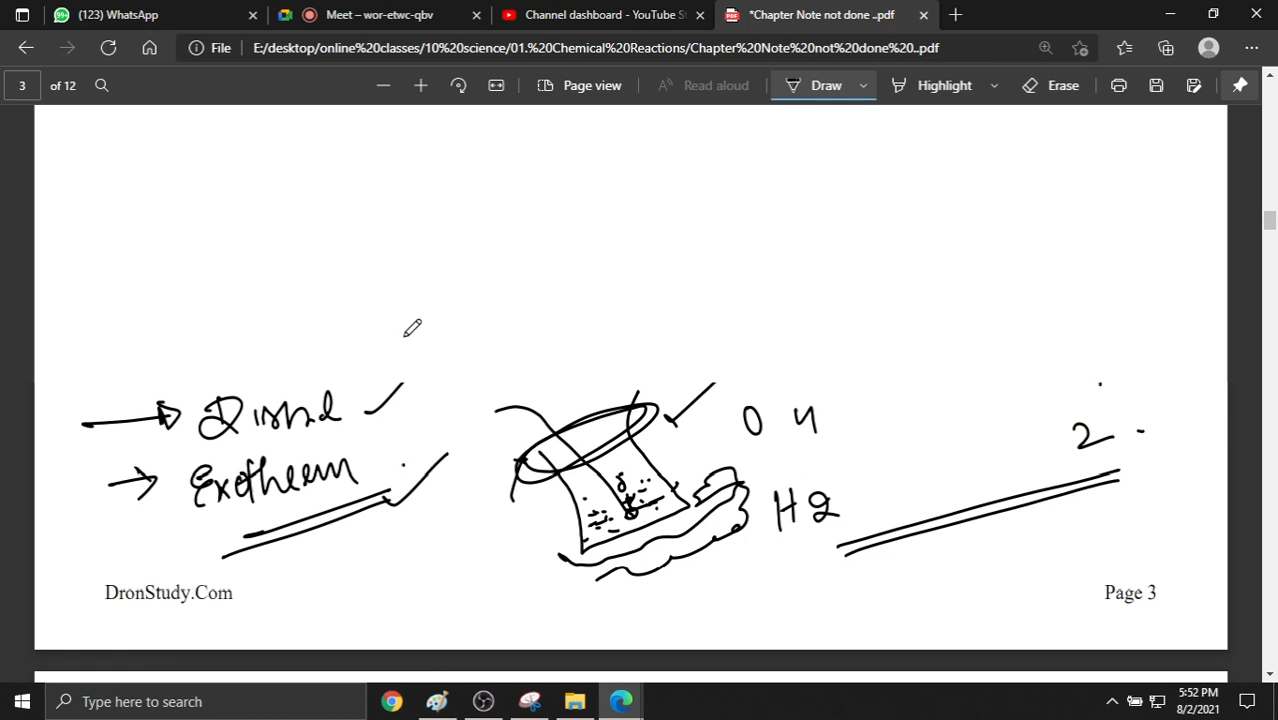 (123) WhatsApp
Meet – wor-etwc-qbv
Channel dashboard - YouTube St
*Chapter Note not done ..pdf
File
E:/desktop/online%20classes/10%20science/01.%20Chemical%20Reactions/Chapter%20Note%20not%20done%20..pdf
3 of 12
Page view
Read aloud
Draw
Highlight
Erase
2
H2
DronStudy.Com
Page 3
Type here to search
5:52 PM
8/2/2021